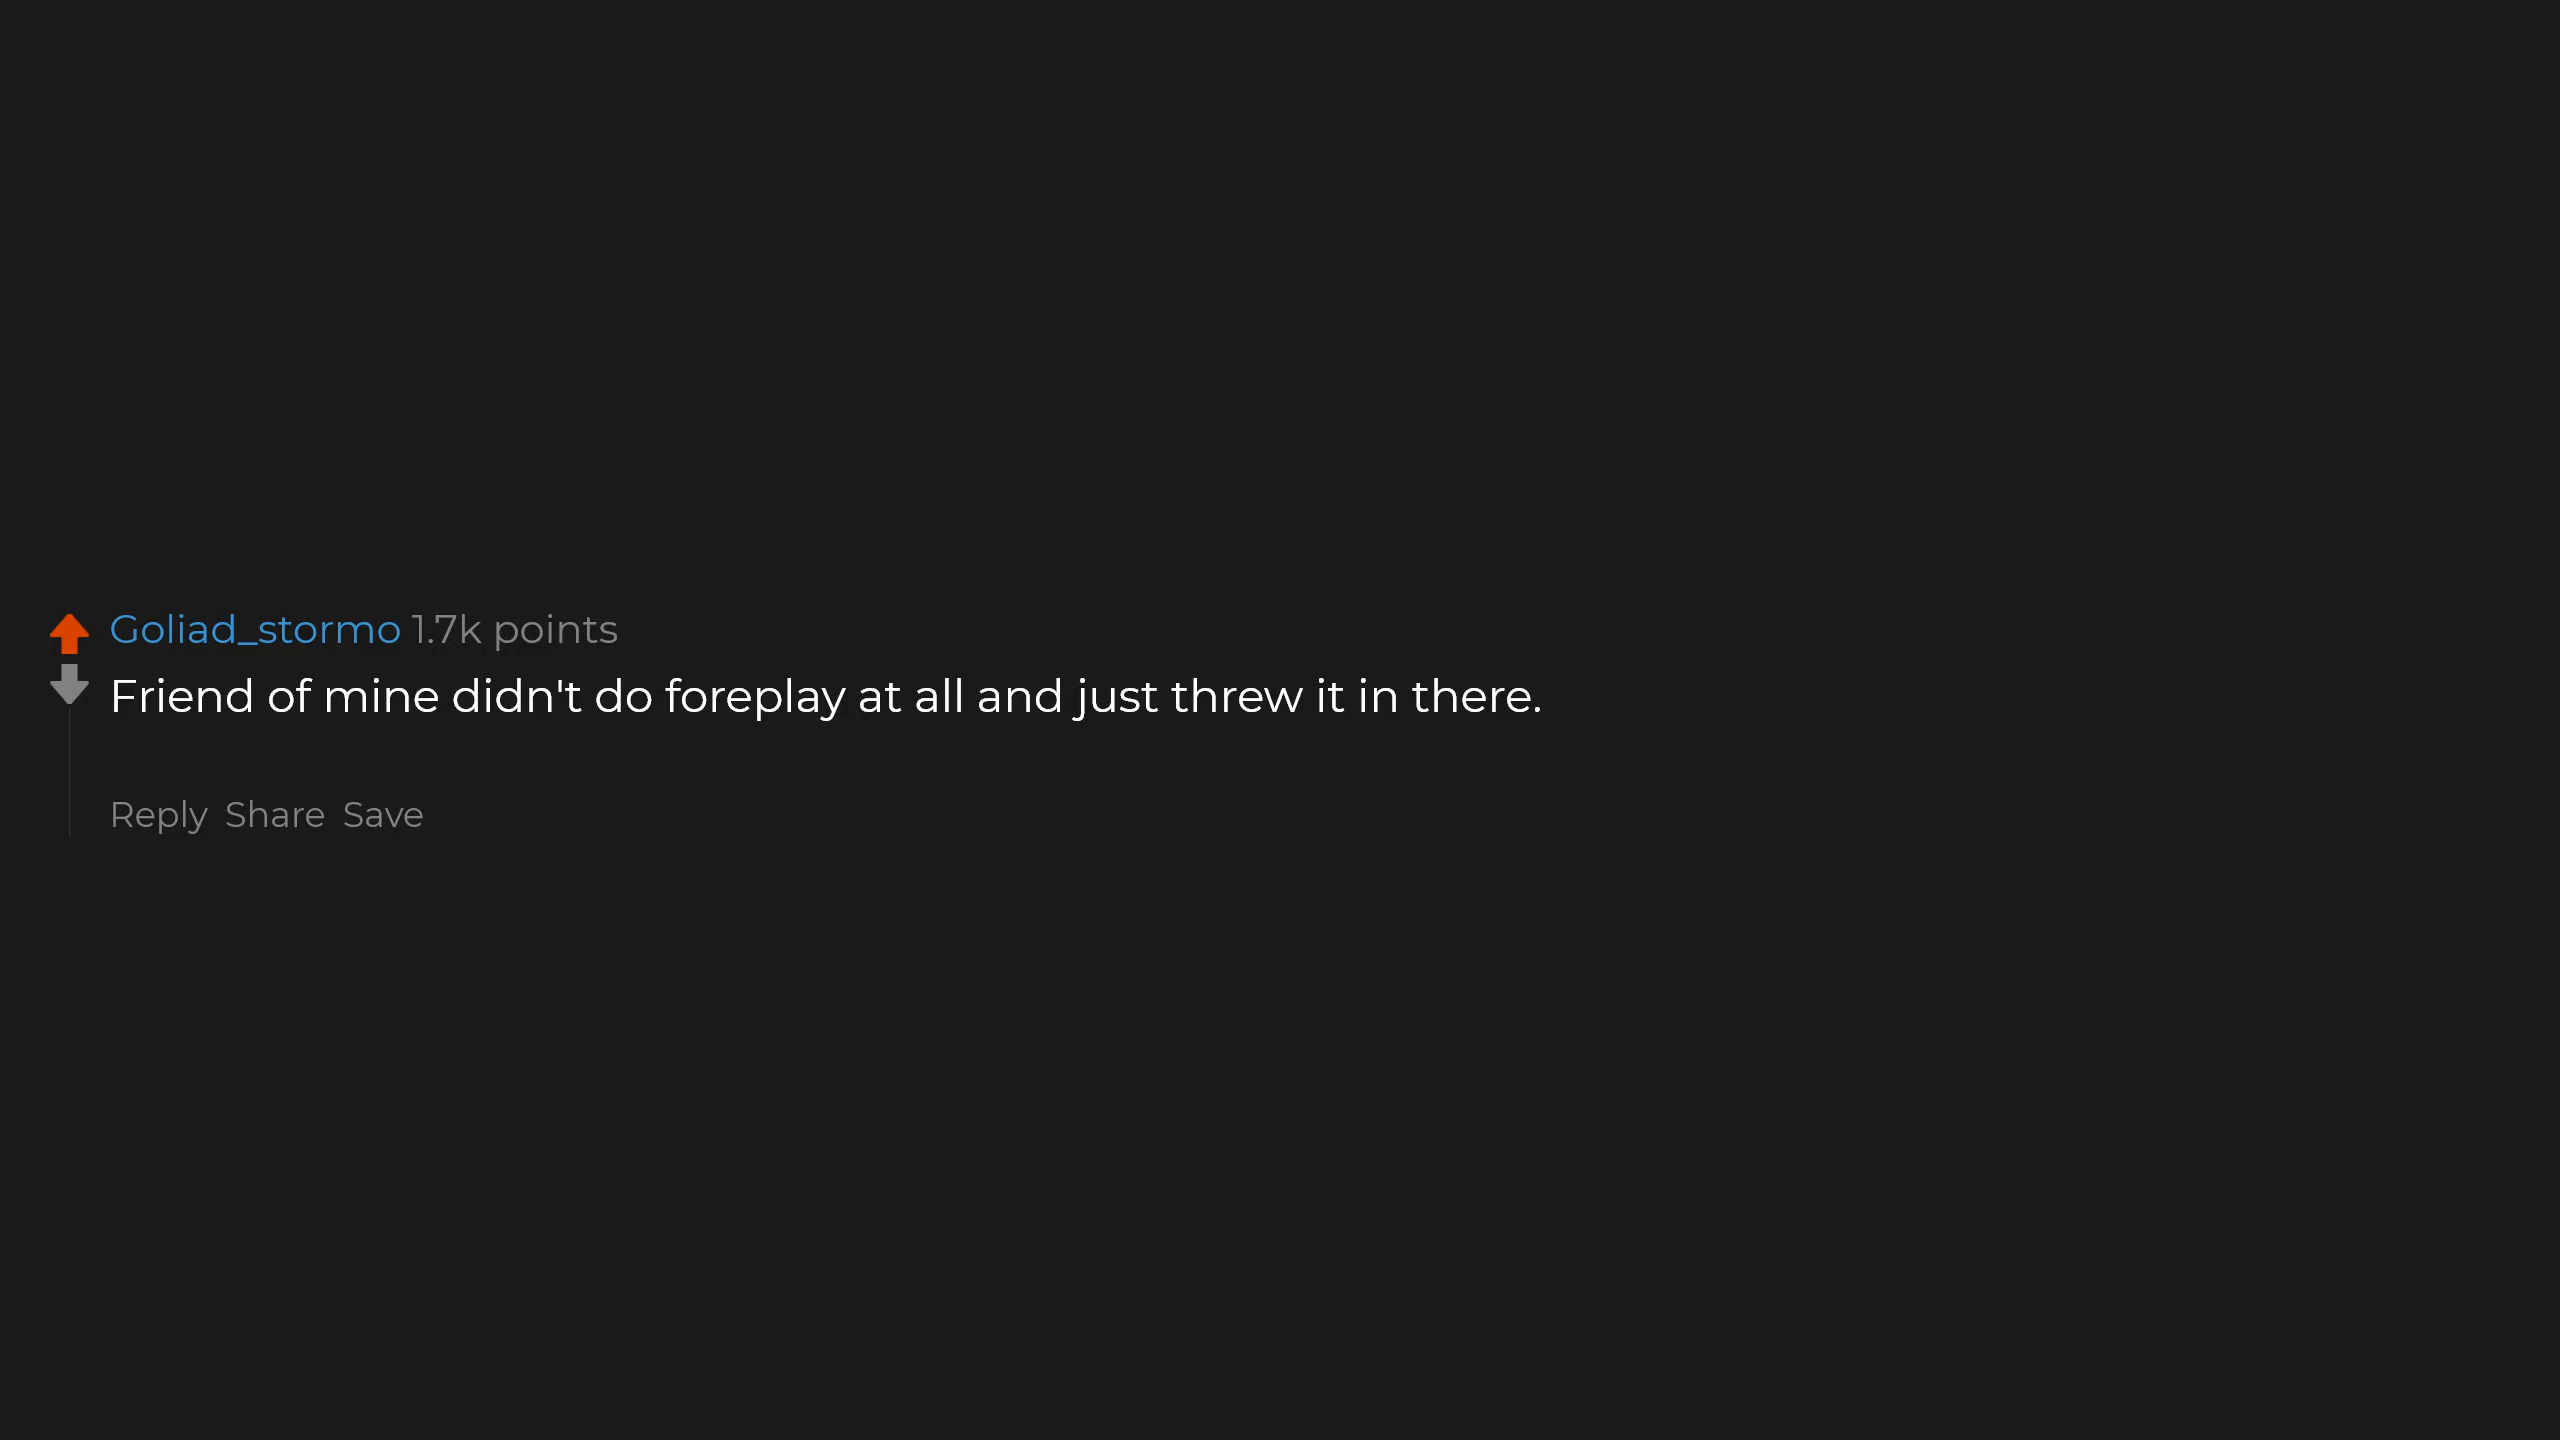 Goliad_stormo 1.7k points
Friend of mine didn't do foreplay at all and just threw it in there.
Reply Share Save